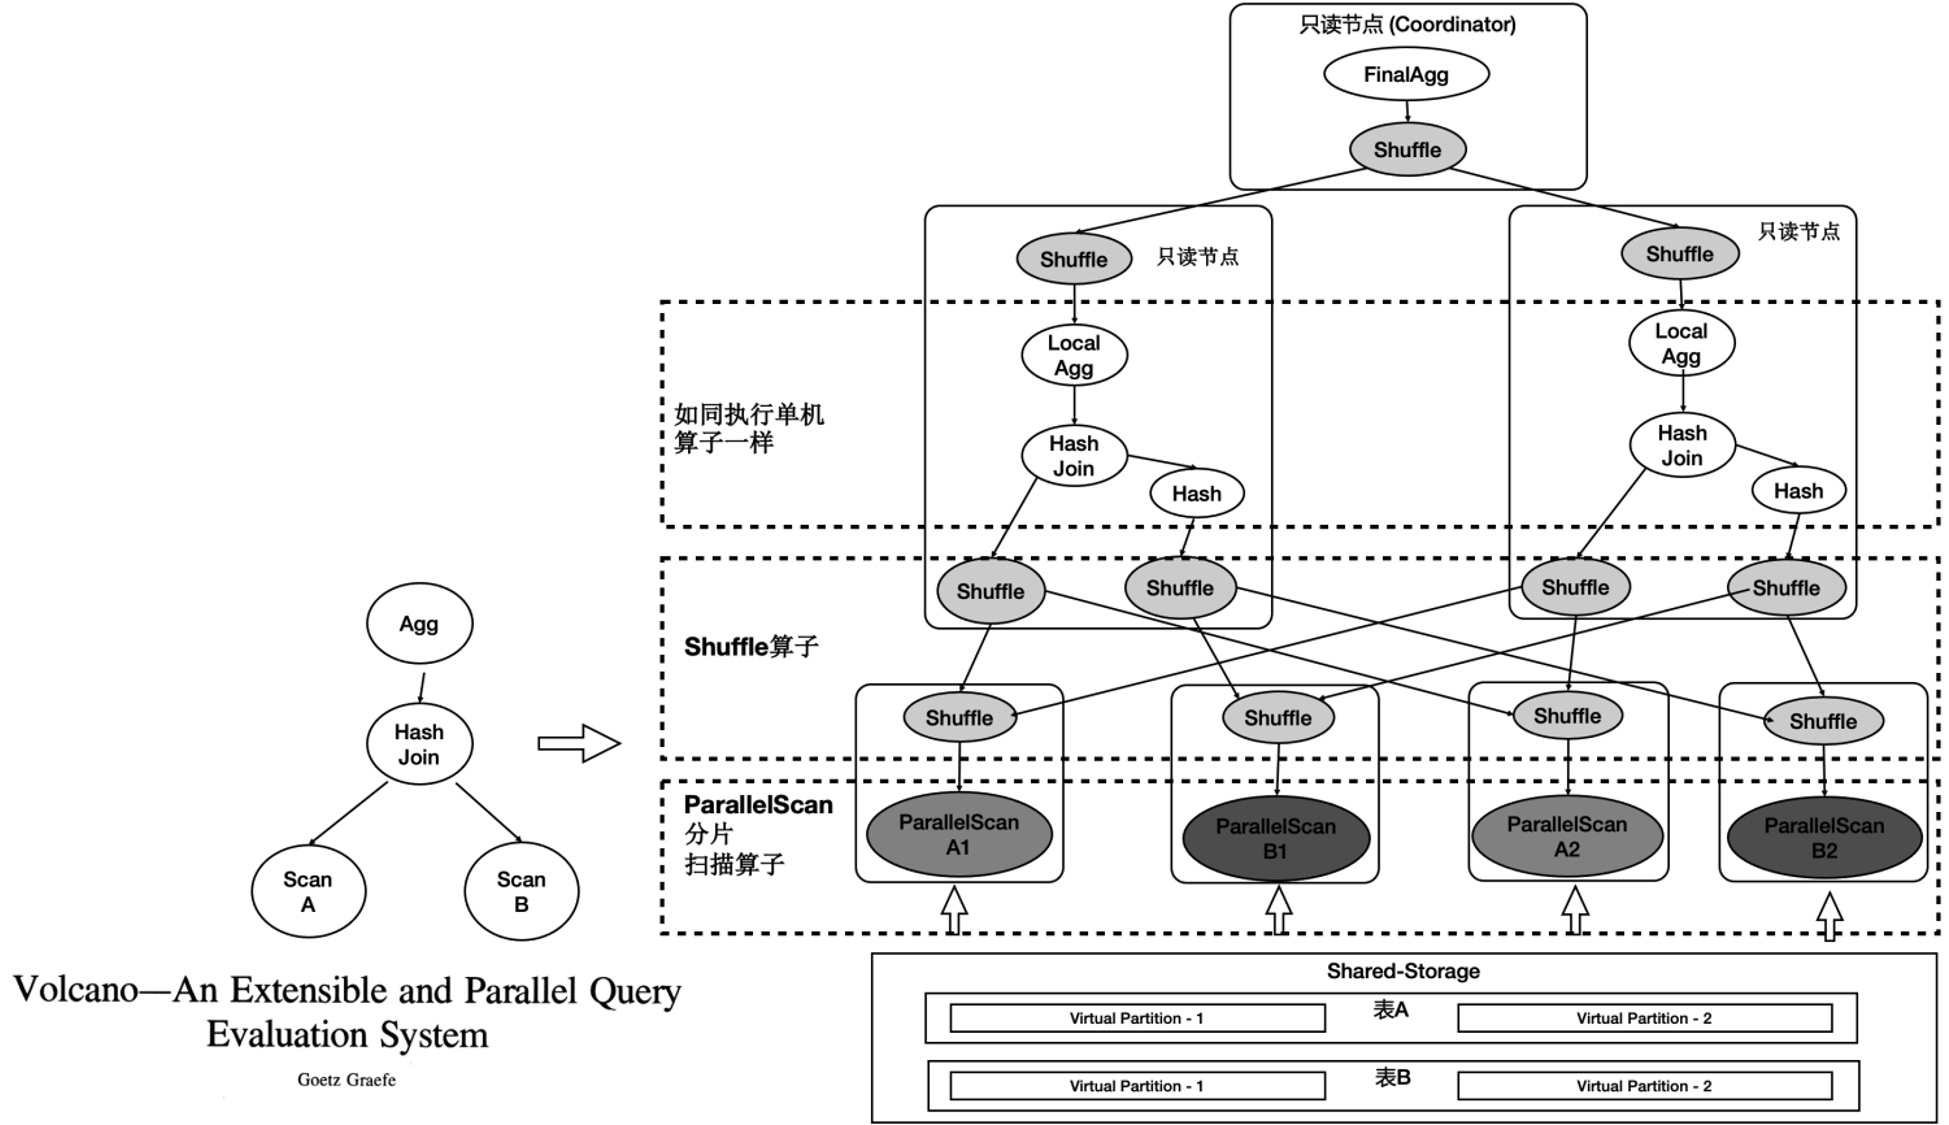 只读节点 (Coordinator)
FinalAgg
Shuffle
Shuffle
只读节点
Shuffle
只读节点
Local
Agg
Local
Agg
如同执行单机
算子一样
Hash
Join
Hash
Hash
Join
Hash
Shuffle
Shuffle
Shuffle
Shuffle
Shuffle算子
Shuffle
Shuffle
Shuffle
Shuffle
ParallelScan
分片
扫描算子
ParallelScan
A1
ParallelScan
B1
ParallelScan
A2
ParallelScan
B2
Agg
Hash
Join
Scan
A
Scan
B
Volcano—An Extensible and Parallel Query
Evaluation System
Goetz Graefe
Shared-Storage
表A
Virtual Partition - 1
Virtual Partition - 2
表B
Virtual Partition - 1
Virtual Partition - 2